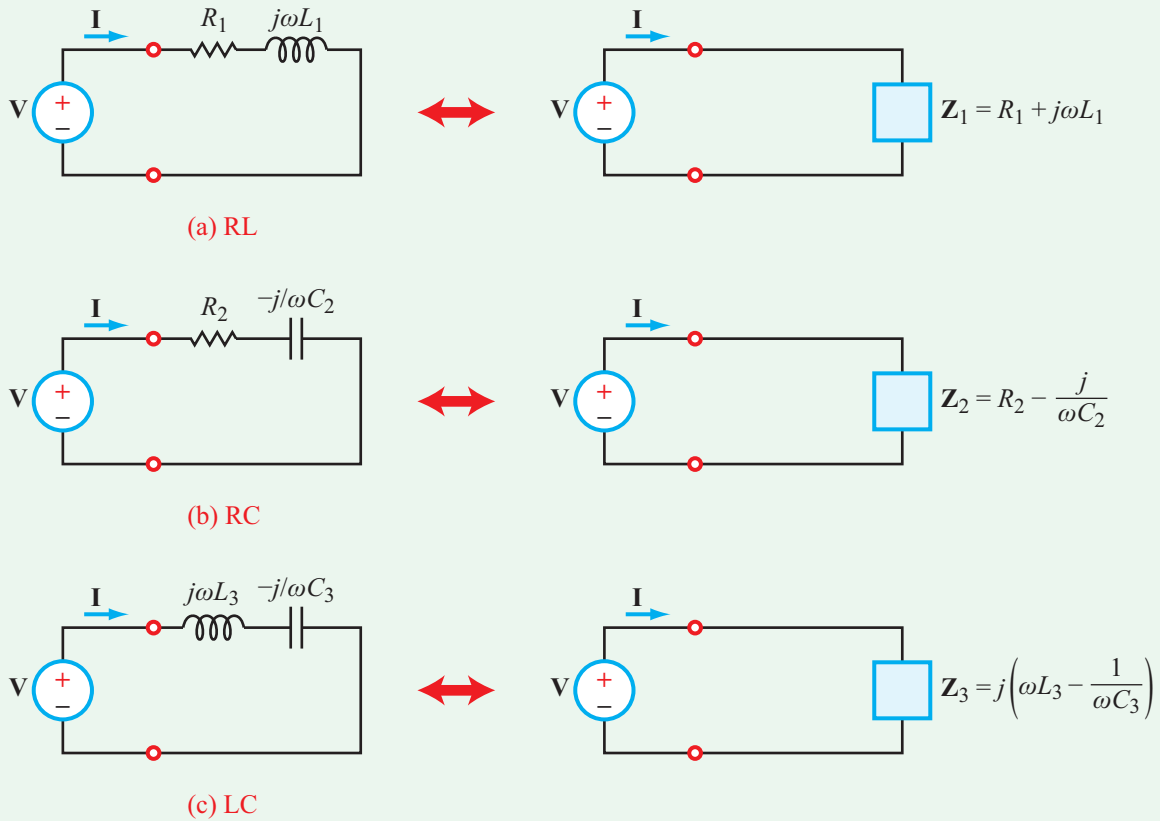 I R₁ jωL₁
V + −
I
V + −
Z₁ = R₁ + jωL₁
(a) RL
I R₂ −j/ωC₂
V + −
I
V + −
Z₂ = R₂ − j/ωC₂
(b) RC
I jωL₃ −j/ωC₃
V + −
I
V + −
Z₃ = j(ωL₃ − 1/ωC₃)
(c) LC